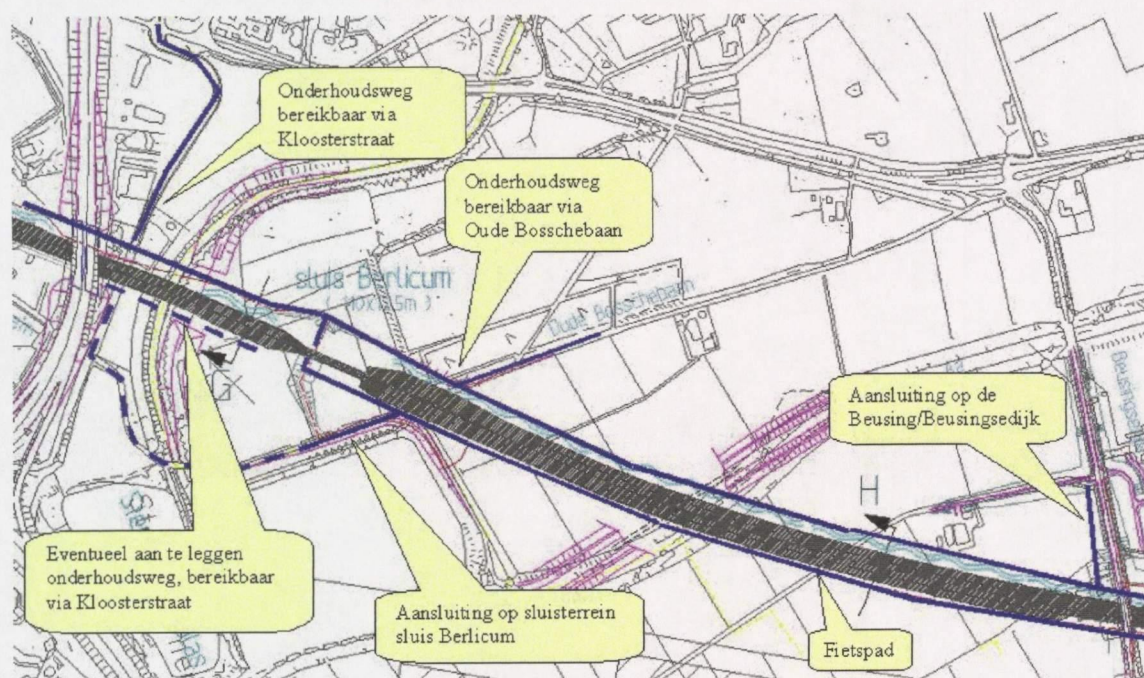 Onderhoudsweg
bereikbaar via
Kloosterstraat
Onderhoudsweg
bereikbaar via
Oude Bosschebaan
sluis Berlicum
Oude Bosschebaan
Aa
Aansluiting op de
Beusing/Beusingsedijk
H
Eventueel aan te leggen
onderhoudsweg, bereikbaar
via Kloosterstraat
Aansluiting op sluisterrein
sluis Berlicum
Fietspad